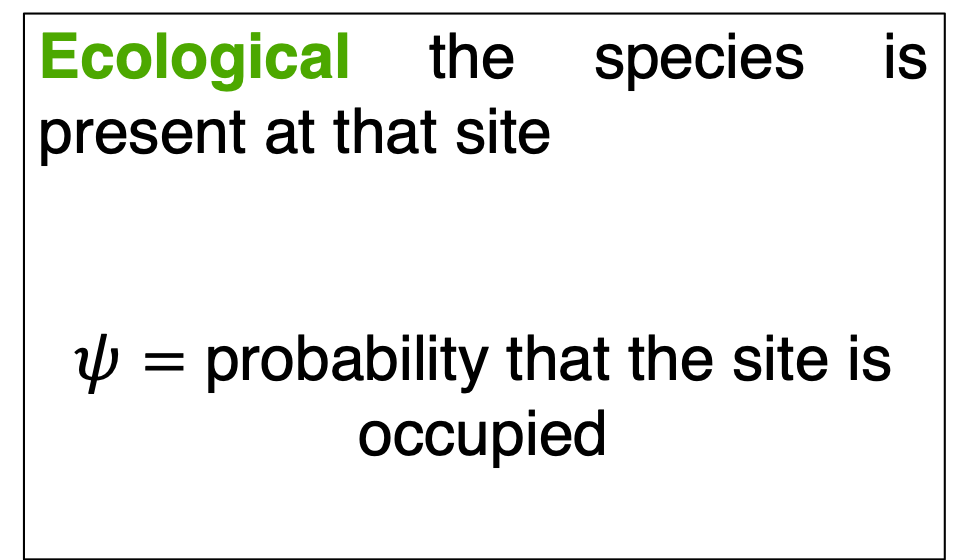 Ecological the species is
present at that site
𝜓 = probability that the site is
occupied